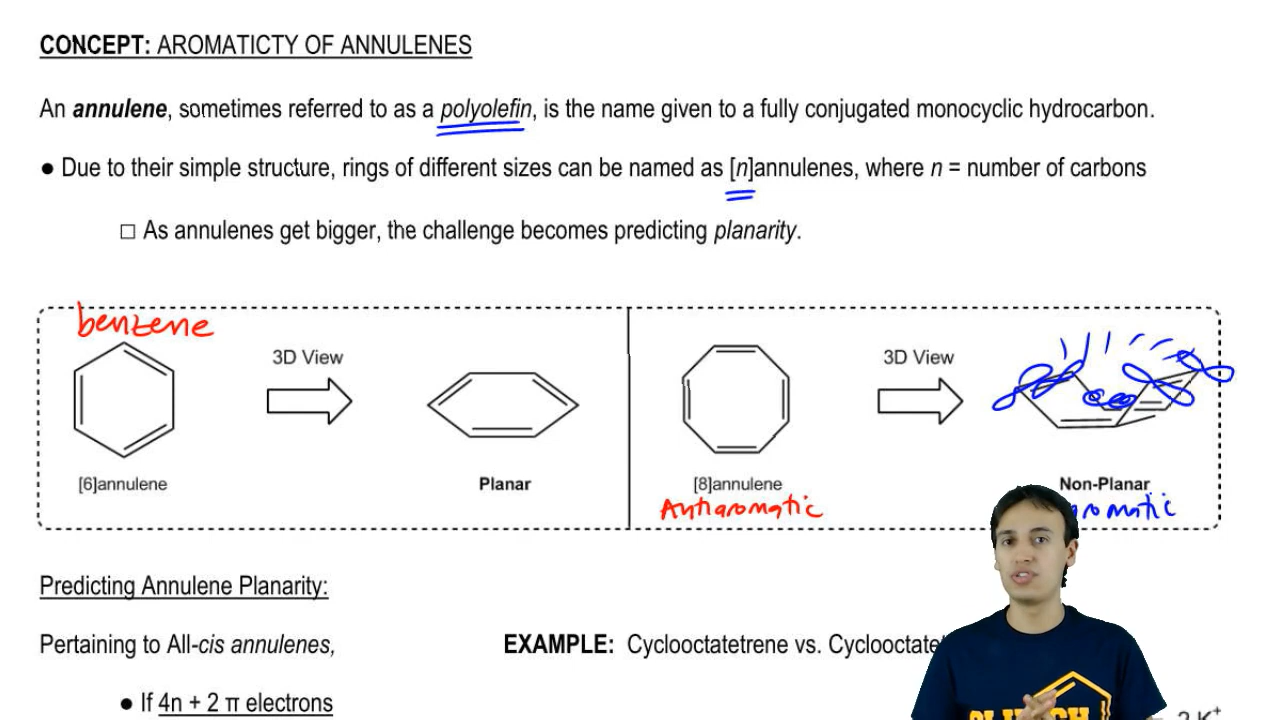 CONCEPT: AROMATICTY OF ANNULENES
An annulene, sometimes referred to as a polyolefin, is the name given to a fully conjugated monocyclic hydrocarbon.
● Due to their simple structure, rings of different sizes can be named as [n]annulenes, where n = number of carbons
□ As annulenes get bigger, the challenge becomes predicting planarity.
benzene
3D View
3D View
[6]annulene
Planar
[8]annulene
Non-Planar
Antiaromatic
Predicting Annulene Planarity:
Pertaining to All-cis annulenes,
EXAMPLE: Cyclooctatetrene vs.
● If 4n + 2 π electrons
2 K+